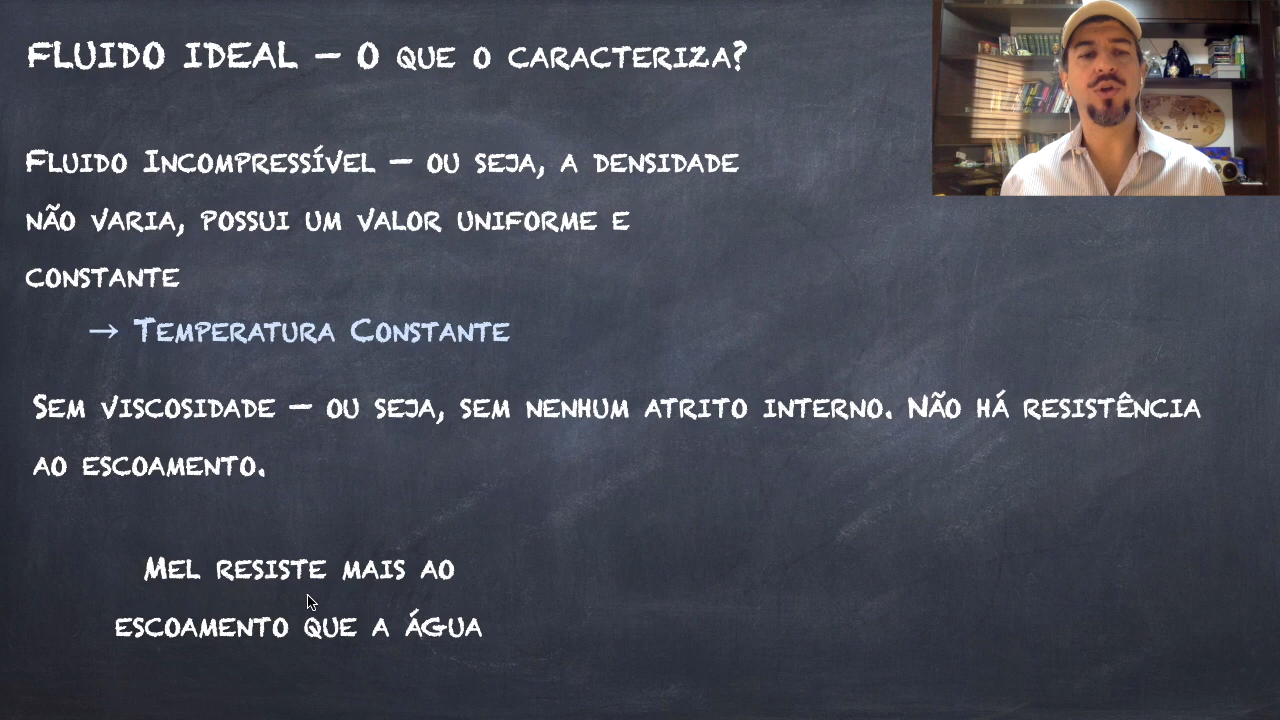 FLUIDO IDEAL – O QUE O CARACTERIZA?
FLUIDO INCOMPRESSÍVEL – OU SEJA, A DENSIDADE
NÃO VARIA, POSSUI UM VALOR UNIFORME E
CONSTANTE
→ TEMPERATURA CONSTANTE
SEM VISCOSIDADE – OU SEJA, SEM NENHUM ATRITO INTERNO. NÃO HÁ RESISTÊNCIA
AO ESCOAMENTO.
MEL RESISTE MAIS AO
ESCOAMENTO QUE A ÁGUA